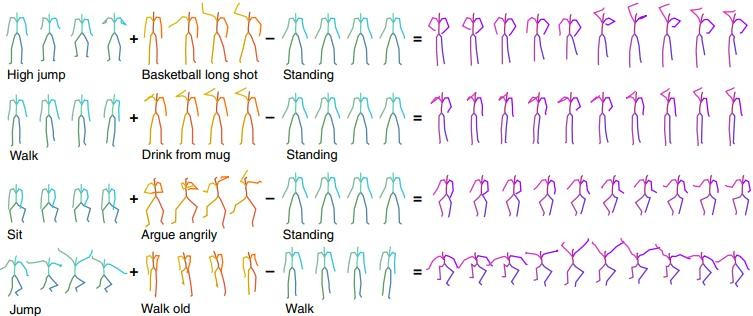 + − =
High jump Basketball long shot Standing
+ − =
Walk Drink from mug Standing
+ − =
Sit Argue angrily Standing
+ − =
Jump Walk old Walk